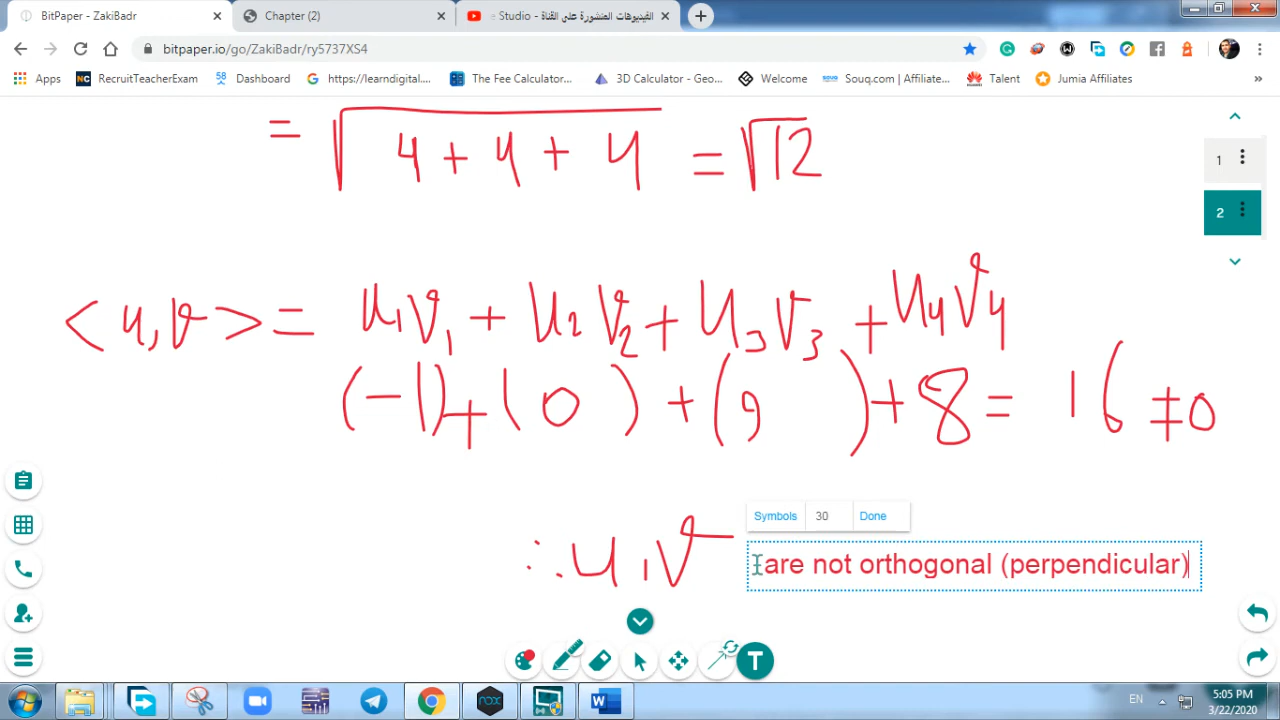 BitPaper - ZakiBadr
Chapter (2)
الفيديوهات المنشورة على القناة - Studio
bitpaper.io/go/ZakiBadr/ry5737XS4
Apps RecruitTeacherExam 58 Dashboard https://learndigital.... The Fee Calculator... 3D Calculator - Geo... Welcome Souq.com | Affiliate... Talent Jumia Affiliates »
= √4 + 4 + 4 = √12
1
2
<u,v> = u1v1 + u2v2 + u3v3 + u4v4
(-1) + (0) + (9) + 8 = 16 ≠ 0
Symbols 30 Done
∴ u,v are not orthogonal (perpendicular)
T
EN 5:05 PM
3/22/2020